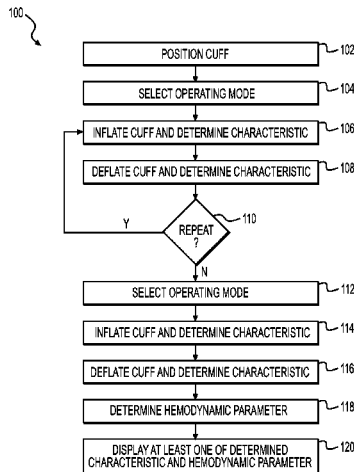 100
POSITION CUFF
102
SELECT OPERATING MODE
104
INFLATE CUFF AND DETERMINE CHARACTERISTIC
106
DEFLATE CUFF AND DETERMINE CHARACTERISTIC
108
110
REPEAT
?
Y
N
SELECT OPERATING MODE
112
INFLATE CUFF AND DETERMINE CHARACTERISTIC
114
DEFLATE CUFF AND DETERMINE CHARACTERISTIC
116
DETERMINE HEMODYNAMIC PARAMETER
118
DISPLAY AT LEAST ONE OF DETERMINED
CHARACTERISTIC AND HEMODYNAMIC PARAMETER
120